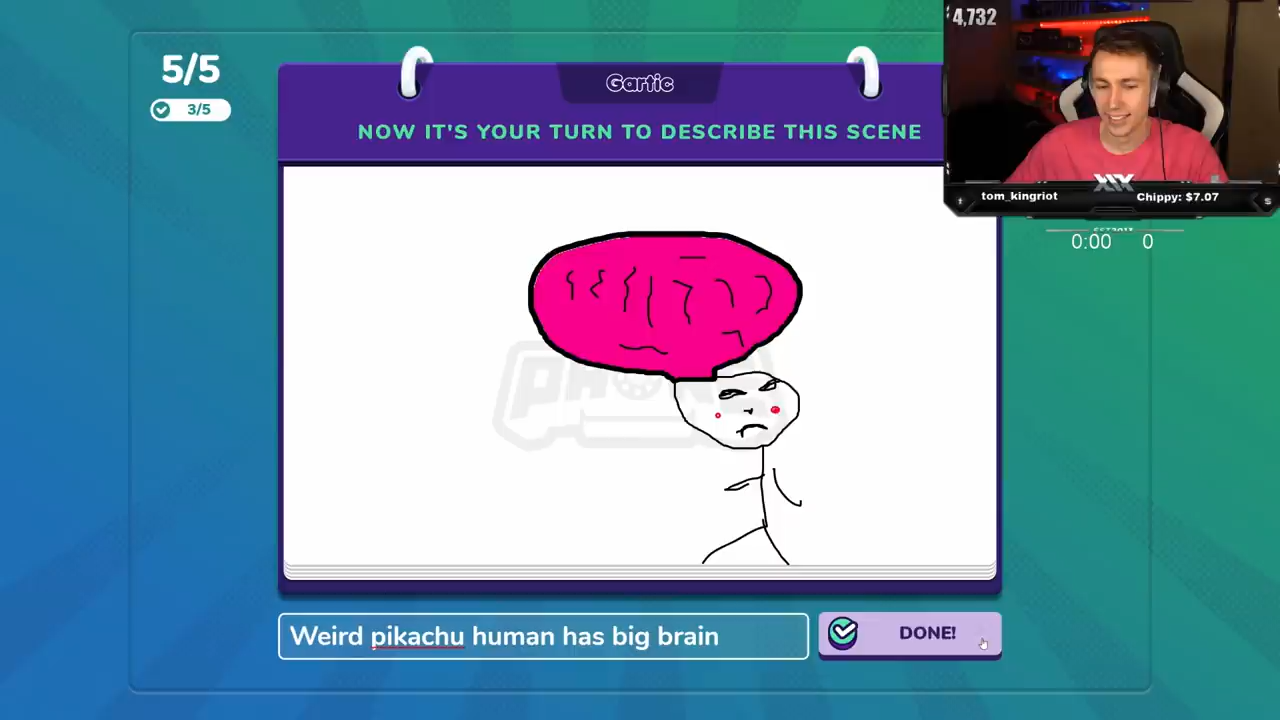 4,732
5/5
3/5
Gartic
NOW IT'S YOUR TURN TO DESCRIBE THIS SCENE
tom_kingriot
Chippy: $7.07
0:00 0
PHONE
Weird pikachu human has big brain
DONE!